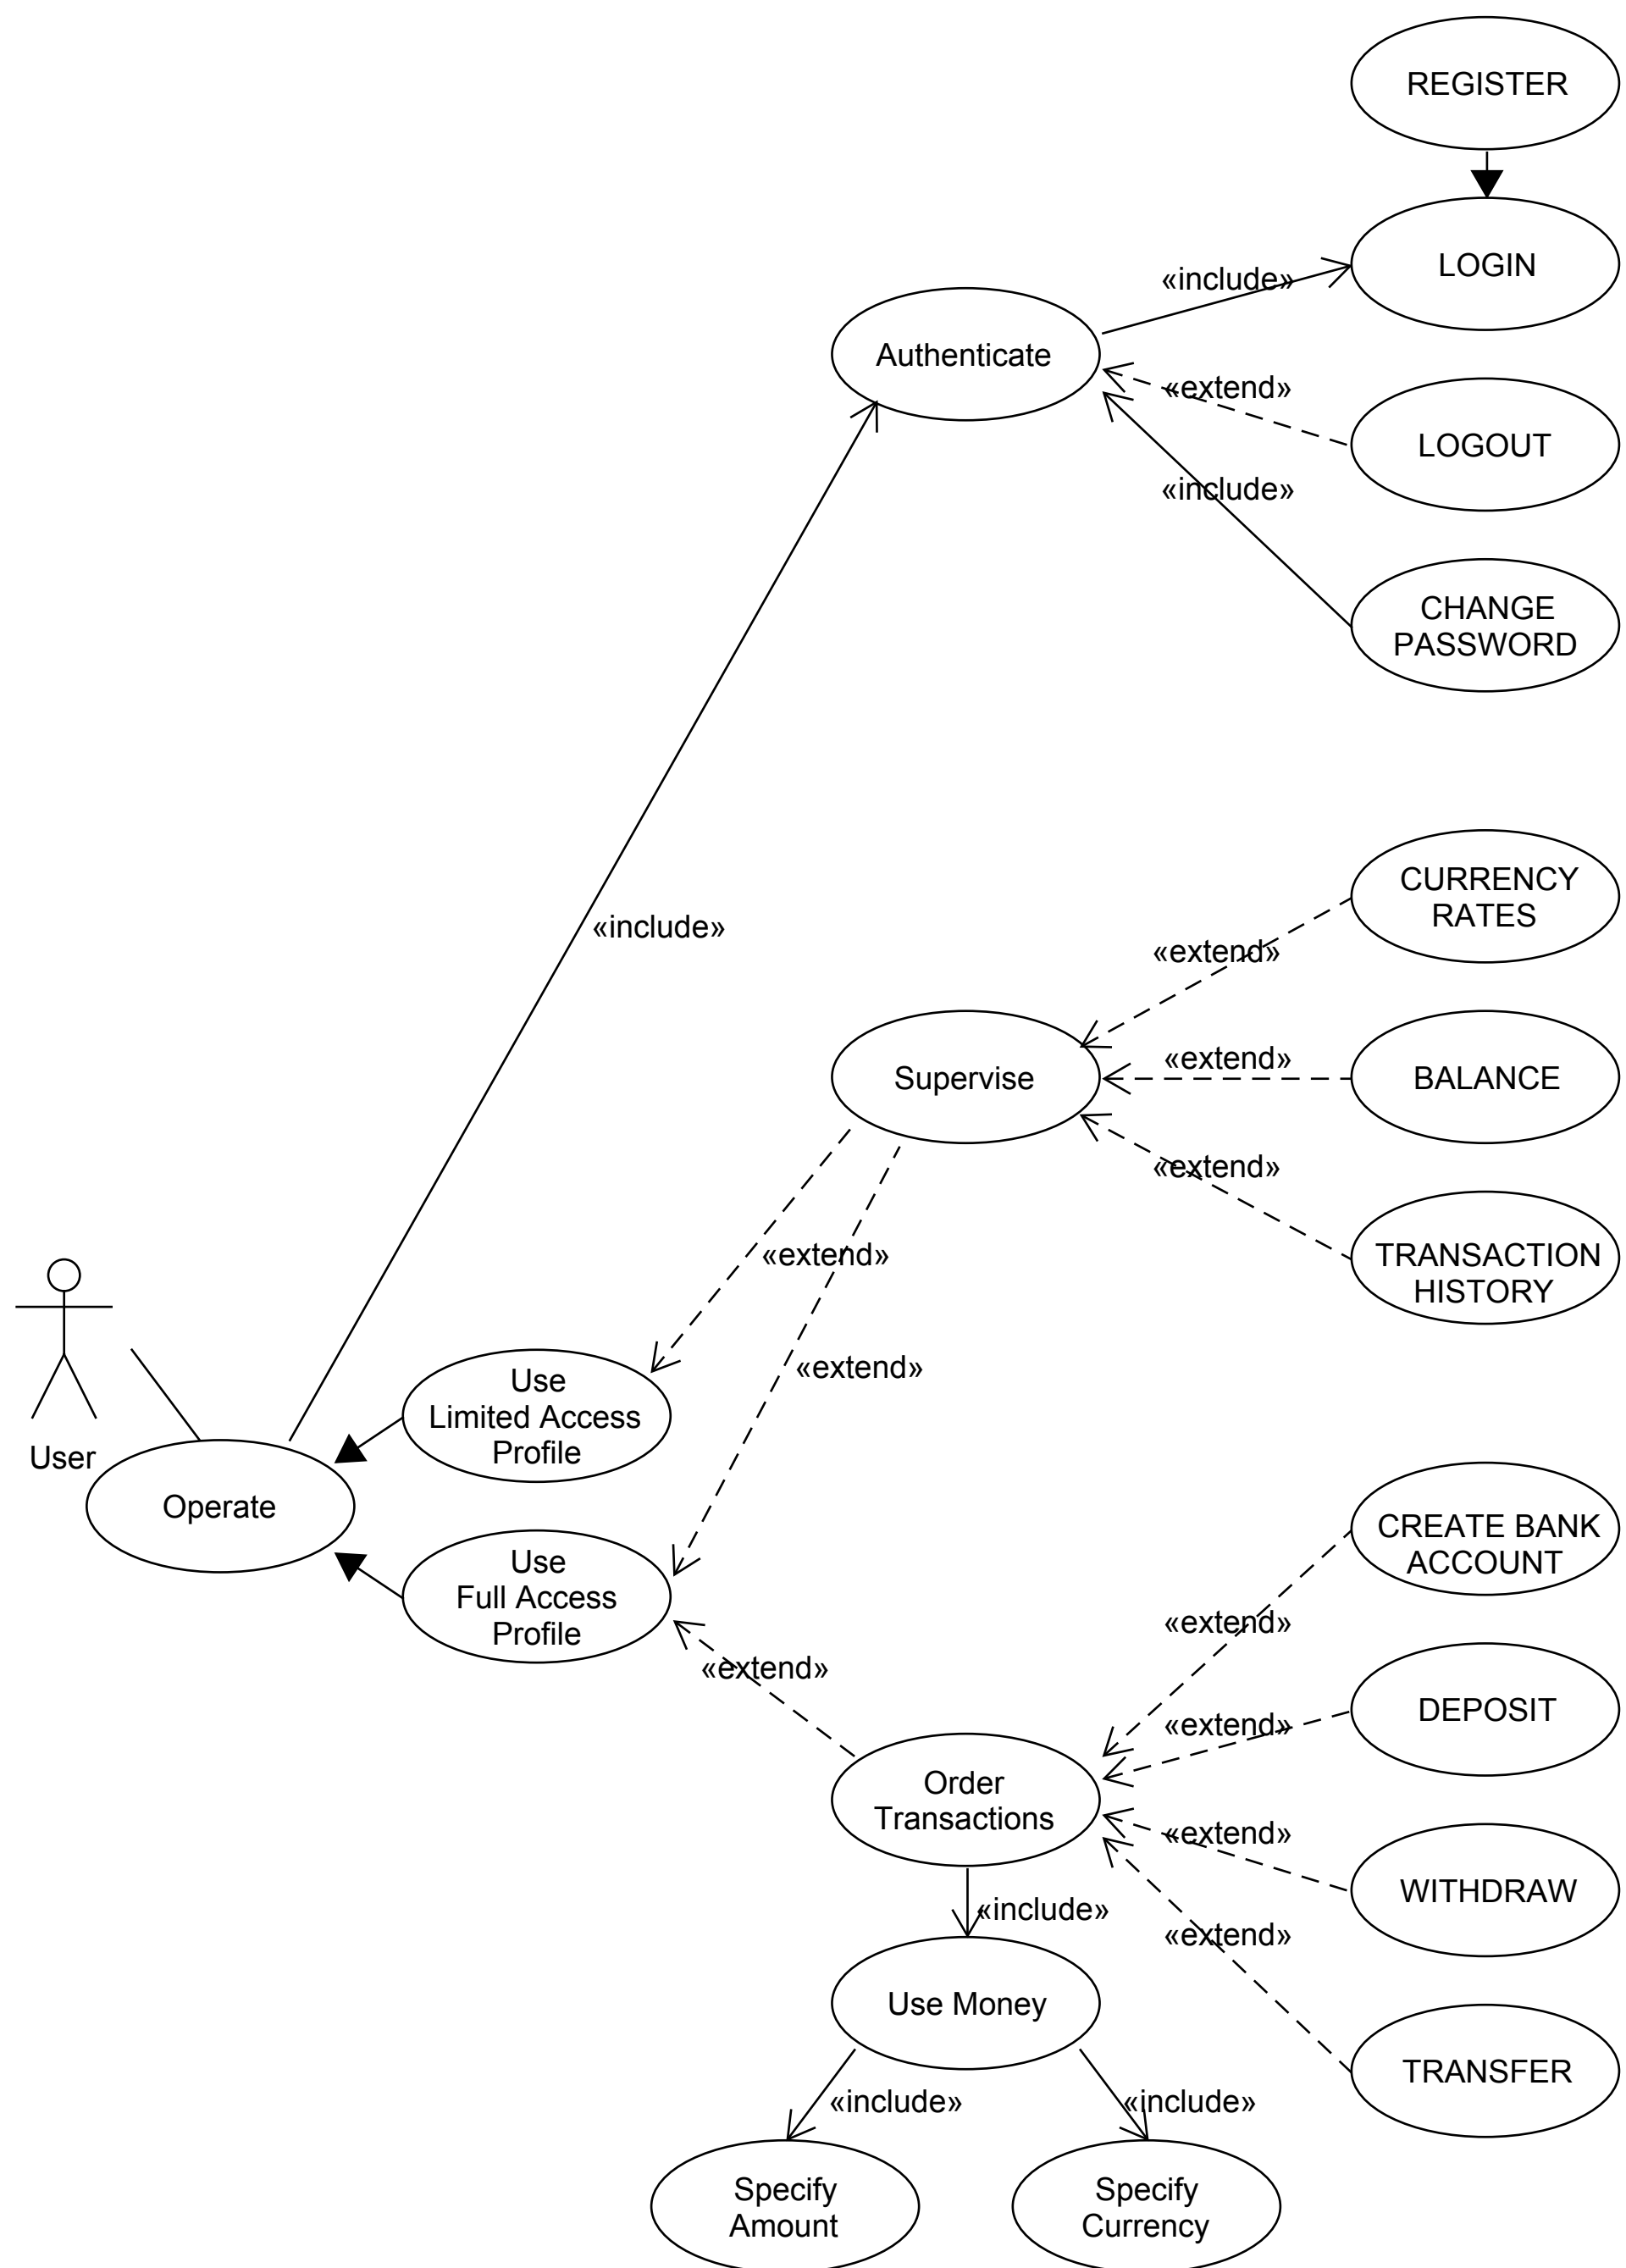 REGISTER
LOGIN
«include»
Authenticate
«extend»
LOGOUT
«include»
CHANGE
PASSWORD
CURRENCY
RATES
«include»
«extend»
«extend»
Supervise
BALANCE
«extend»
TRANSACTION
HISTORY
«extend»
«extend»
Use
Limited Access
Profile
User
Operate
CREATE BANK
ACCOUNT
Use
Full Access
Profile
«extend»
«extend»
DEPOSIT
«extend»
Order
Transactions
«extend»
WITHDRAW
«include»
«extend»
Use Money
TRANSFER
«include»
«include»
Specify
Amount
Specify
Currency